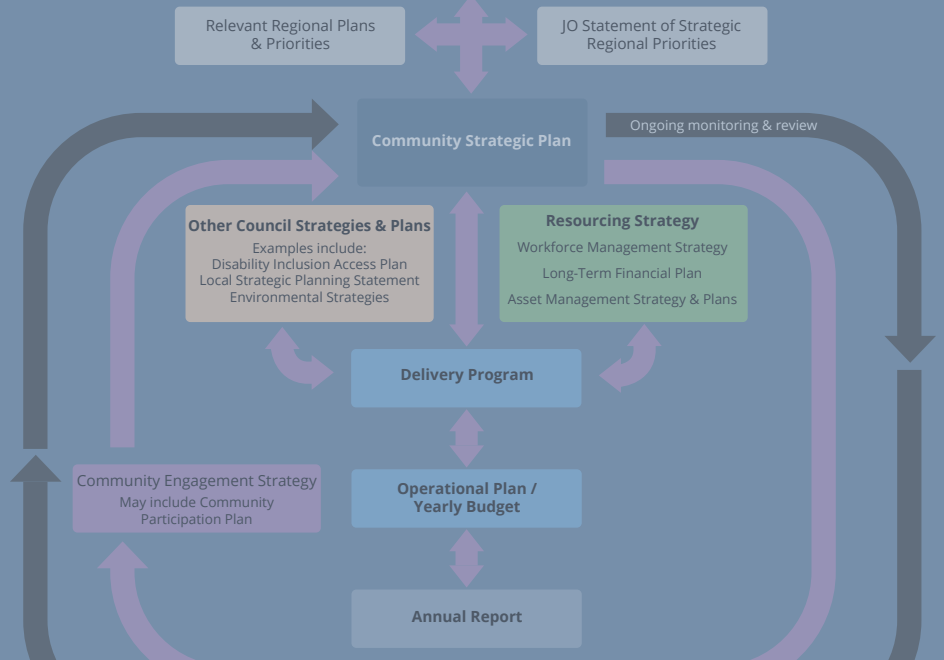 Relevant Regional Plans
& Priorities
JO Statement of Strategic
Regional Priorities
Community Strategic Plan
Ongoing monitoring & review
Other Council Strategies & Plans
Examples include:
Disability Inclusion Access Plan
Local Strategic Planning Statement
Environmental Strategies
Resourcing Strategy
Workforce Management Strategy
Long-Term Financial Plan
Asset Management Strategy & Plans
Delivery Program
Community Engagement Strategy
May include Community
Participation Plan
Operational Plan /
Yearly Budget
Annual Report